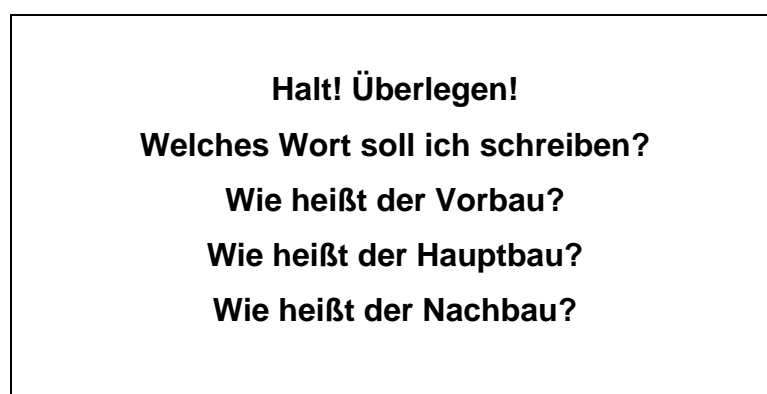 Halt! Überlegen!
Welches Wort soll ich schreiben?
Wie heißt der Vorbau?
Wie heißt der Hauptbau?
Wie heißt der Nachbau?